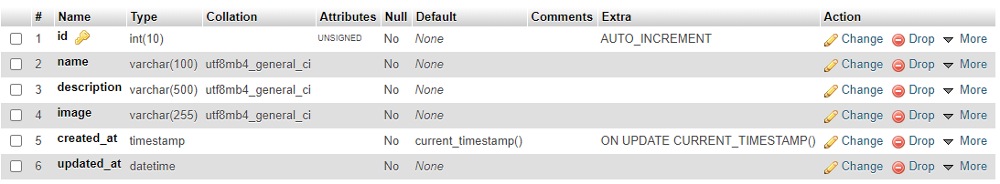 # Name Type Collation Attributes Null Default Comments Extra Action
1 id int(10) UNSIGNED No None AUTO_INCREMENT Change Drop More
2 name varchar(100) utf8mb4_general_ci No None Change Drop More
3 description varchar(500) utf8mb4_general_ci No None Change Drop More
4 image varchar(255) utf8mb4_general_ci No None Change Drop More
5 created_at timestamp No current_timestamp() ON UPDATE CURRENT_TIMESTAMP() Change Drop More
6 updated_at datetime No None Change Drop More